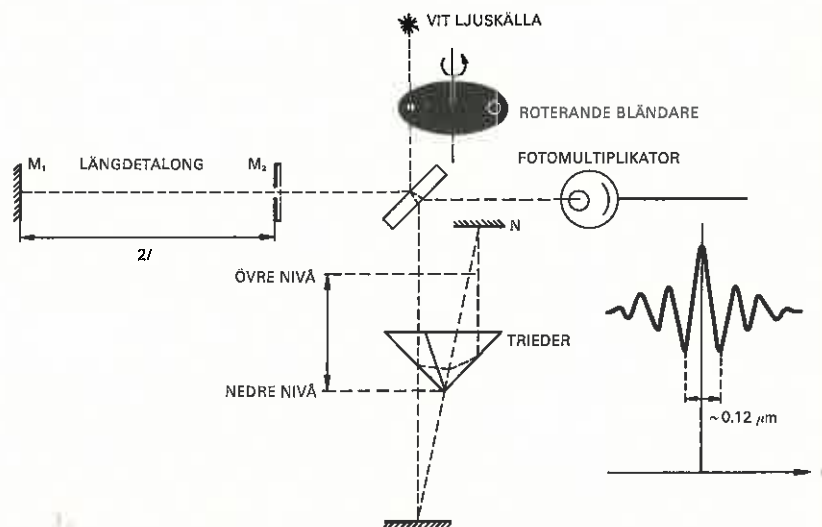 VIT LJUSKÄLLA
ROTERANDE BLÄNDARE
FOTOMULTIPLIKATOR
M₁ LÄNGDETALONG M₂
N
2l
ÖVRE NIVÅ
TRIEDER
NEDRE NIVÅ
~0.12 μm